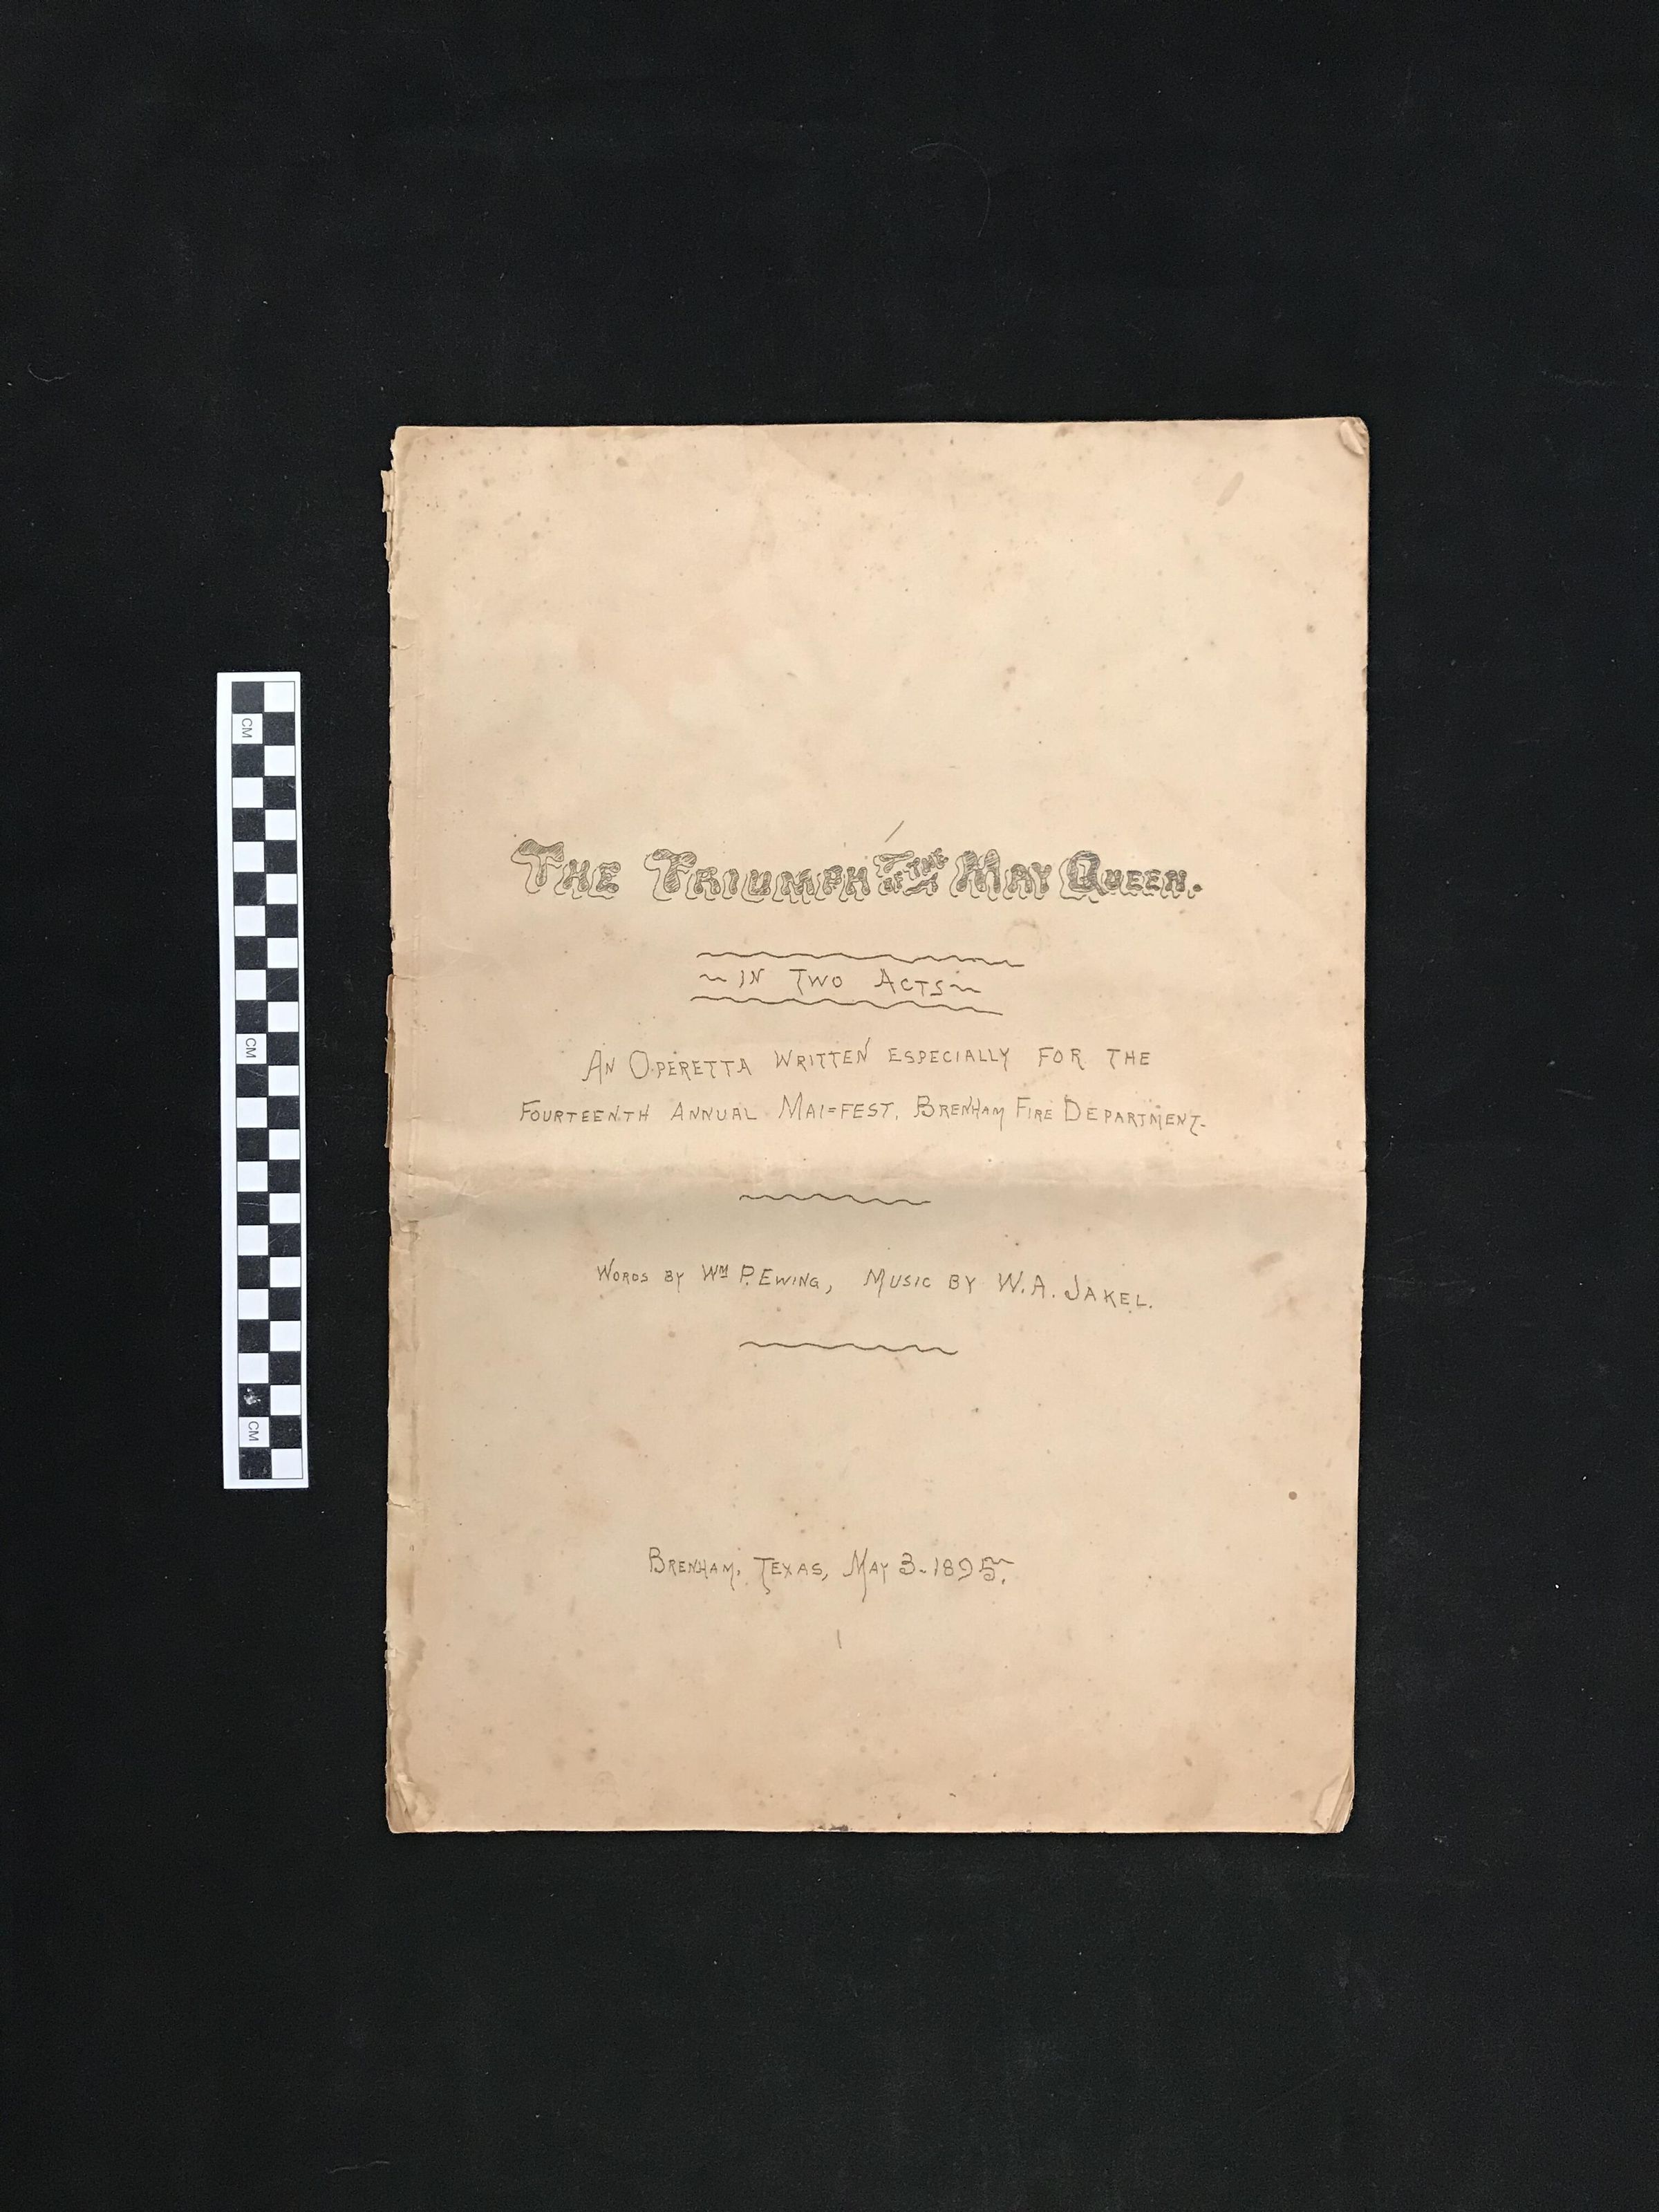 THE TRIUMPH OF THE MAY QUEEN.
~ IN TWO ACTS ~
AN OPERETTA WRITTEN ESPECIALLY FOR THE
FOURTEENTH ANNUAL MAI=FEST, BRENHAM FIRE DEPARTMENT.
WORDS BY WM P. EWING, MUSIC BY W.A. JAKEL.
BRENHAM, TEXAS, MAY 3-1895.
CM
CM
CM